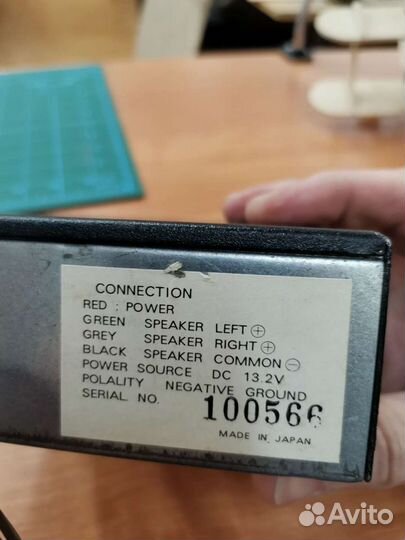 CONNECTION
RED : POWER
GREEN SPEAKER LEFT ⊕
GREY SPEAKER RIGHT ⊕
BLACK SPEAKER COMMON ⊖
POWER SOURCE DC 13.2V
POLALITY NEGATIVE GROUND
SERIAL NO. 100566
MADE IN JAPAN
Avito